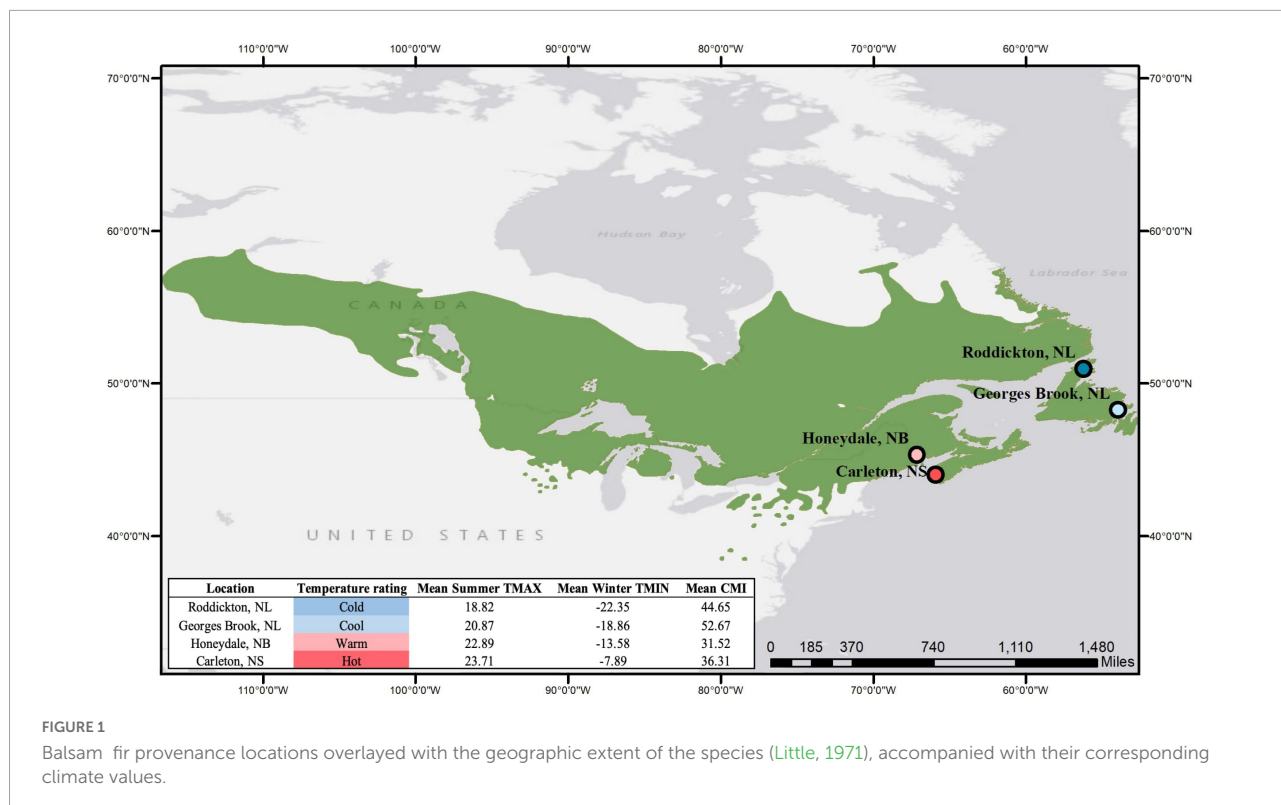 110°0'0"W 100°0'0"W 90°0'0"W 80°0'0"W 70°0'0"W 60°0'0"W
70°0'0"N 70°0'0"N
60°0'0"N 60°0'0"N
Hudson Bay
Labrador Sea
CANADA
Roddickton, NL
50°0'0"N 50°0'0"N
Georges Brook, NL
Honeydale, NB
Carleton, NS
UNITED STATES
40°0'0"N 40°0'0"N
Location Temperature rating Mean Summer TMAX Mean Winter TMIN Mean CMI
Roddickton, NL Cold 18.82 -22.35 44.65
Georges Brook, NL Cool 20.87 -18.86 52.67
Honeydale, NB Warm 22.89 -13.58 31.52
Carleton, NS Hot 23.71 -7.89 36.31
0 185 370 740 1,110 1,480
Miles
110°0'0"W 100°0'0"W 90°0'0"W 80°0'0"W 70°0'0"W 60°0'0"W
FIGURE 1
Balsam fir provenance locations overlayed with the geographic extent of the species (Little, 1971), accompanied with their corresponding
climate values.